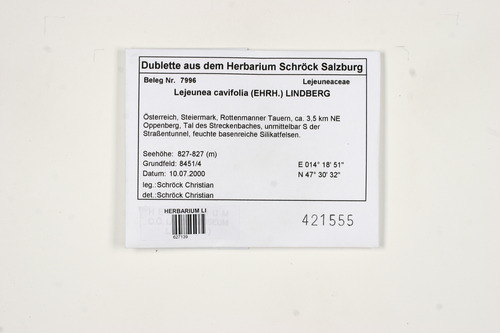 Dublette aus dem Herbarium Schröck Salzburg
Beleg Nr. 7996 Lejeuneaceae
Lejeunea cavifolia (EHRH.) LINDBERG
Österreich, Steiermark, Rottenmanner Tauern, ca. 3,5 km NE
Oppenberg, Tal des Streckenbaches, unmittelbar S der
Straßentunnel, feuchte basenreiche Silikatfelsen.
Seehöhe: 827-827 (m)
Grundfeld: 8451/4 E 014° 18' 51"
Datum: 10.07.2000 N 47° 30' 32"
leg.:Schröck Christian
det.:Schröck Christian
HERBARIUM LI
627139
421555